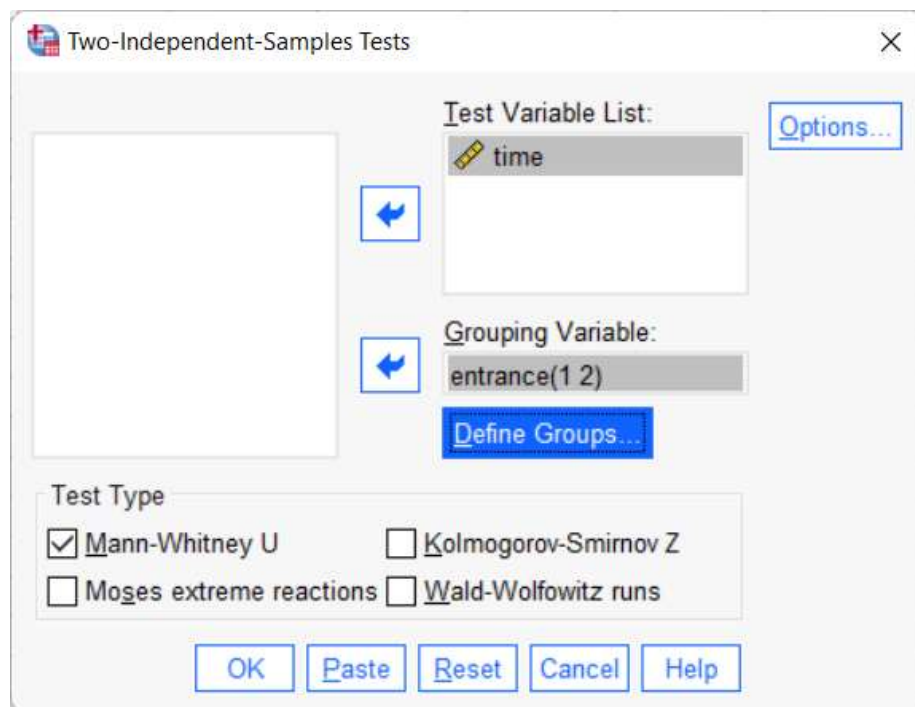 Two-Independent-Samples Tests
Test Variable List:
Options...
time
Grouping Variable:
entrance(1 2)
Define Groups...
Test Type
Mann-Whitney U
Kolmogorov-Smirnov Z
Moses extreme reactions
Wald-Wolfowitz runs
OK
Paste
Reset
Cancel
Help